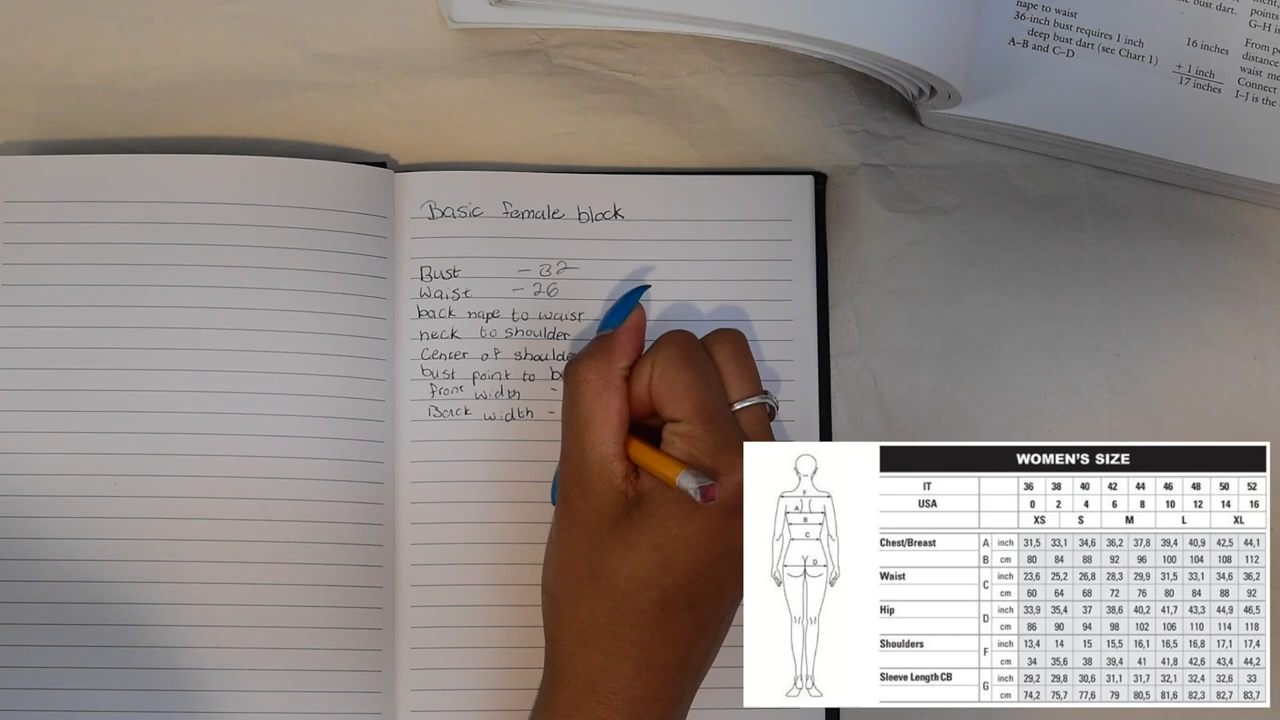 nape to waist
36-inch bust requires 1 inch
deep bust dart (see Chart 1)
A–B and C–D
16 inches
+ 1 inch
17 inches
bust dart.
points
G–H is
From
distance
waist
Connect
I–J is the
Basic female block
Bust - 32
Waist - 26
back nape to waist
neck to shoulder
Center of shoulde
bust point to b
front width -
Back width -
WOMEN'S SIZE
IT 36 38 40 42 44 46 48 50 52
USA 0 2 4 6 8 10 12 14 16
XS S M L XL
Chest/Breast A inch 31,5 33,1 34,6 36,2 37,8 39,4 40,9 42,5 44,1
B cm 80 84 88 92 96 100 104 108 112
Waist C inch 23,6 25,2 26,8 28,3 29,9 31,5 33,1 34,6 36,2
cm 60 64 68 72 76 80 84 88 92
Hip D inch 33,9 35,4 37 38,6 40,2 41,7 43,3 44,9 46,5
cm 86 90 94 98 102 106 110 114 118
Shoulders F inch 13,4 14 15 15,5 16,1 16,5 16,8 17,1 17,4
cm 34 35,6 38 39,4 41 41,8 42,6 43,4 44,2
Sleeve Length CB G inch 29,2 29,8 30,6 31,1 31,7 32,1 32,4 32,6 33
cm 74,2 75,7 77,6 79 80,5 81,6 82,3 82,7 83,7
F
A
B
C
D